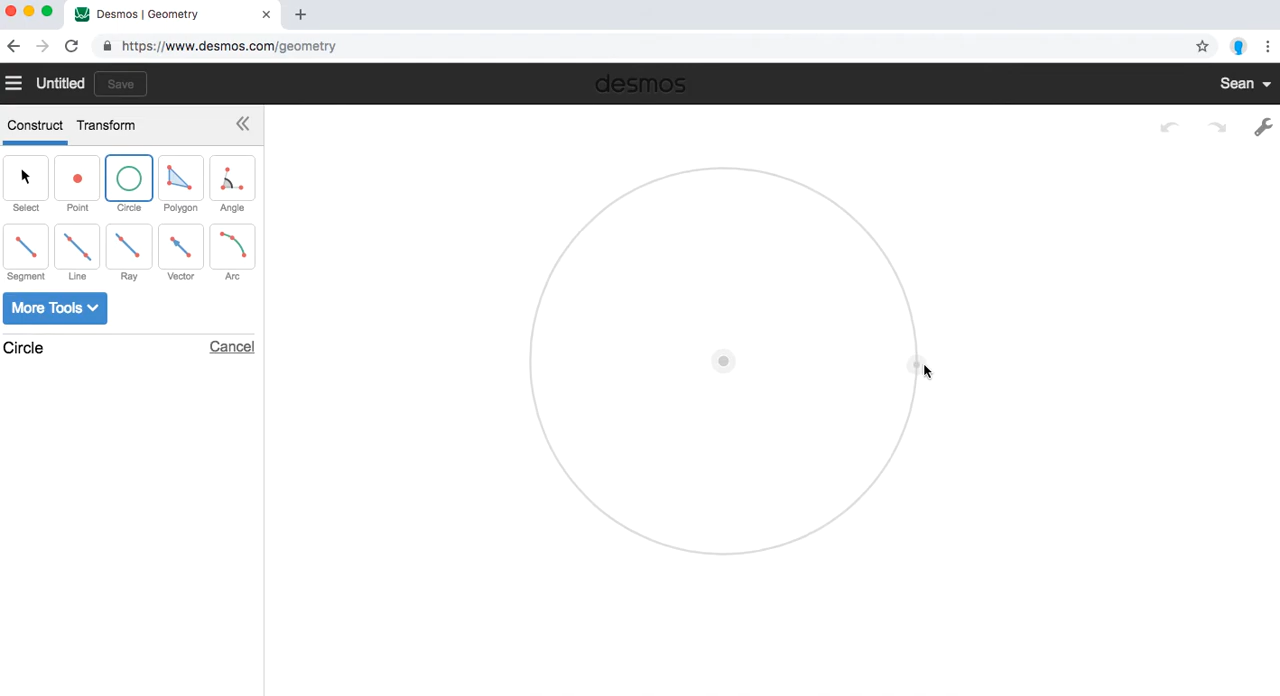 Desmos | Geometry
https://www.desmos.com/geometry
Untitled Save desmos Sean
Construct Transform
Select Point Circle Polygon Angle
Segment Line Ray Vector Arc
More Tools
Circle Cancel